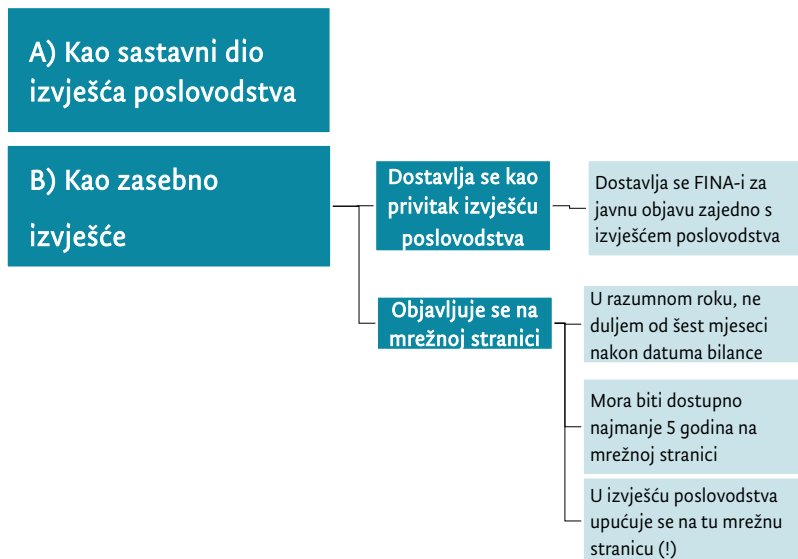 A) Kao sastavni dio
izvješća poslovodstva
B) Kao zasebno
izvješće
Dostavlja se kao
privitak izvješću
poslovodstva
Dostavlja se FINA-i za
javnu objavu zajedno s
izvješćem poslovodstva
Objavljuje se na
mrežnoj stranici
U razumnom roku, ne
duljem od šest mjeseci
nakon datuma bilance
Mora biti dostupno
najmanje 5 godina na
mrežnoj stranici
U izvješću poslovodstva
upućuje se na tu mrežnu
stranicu (!)